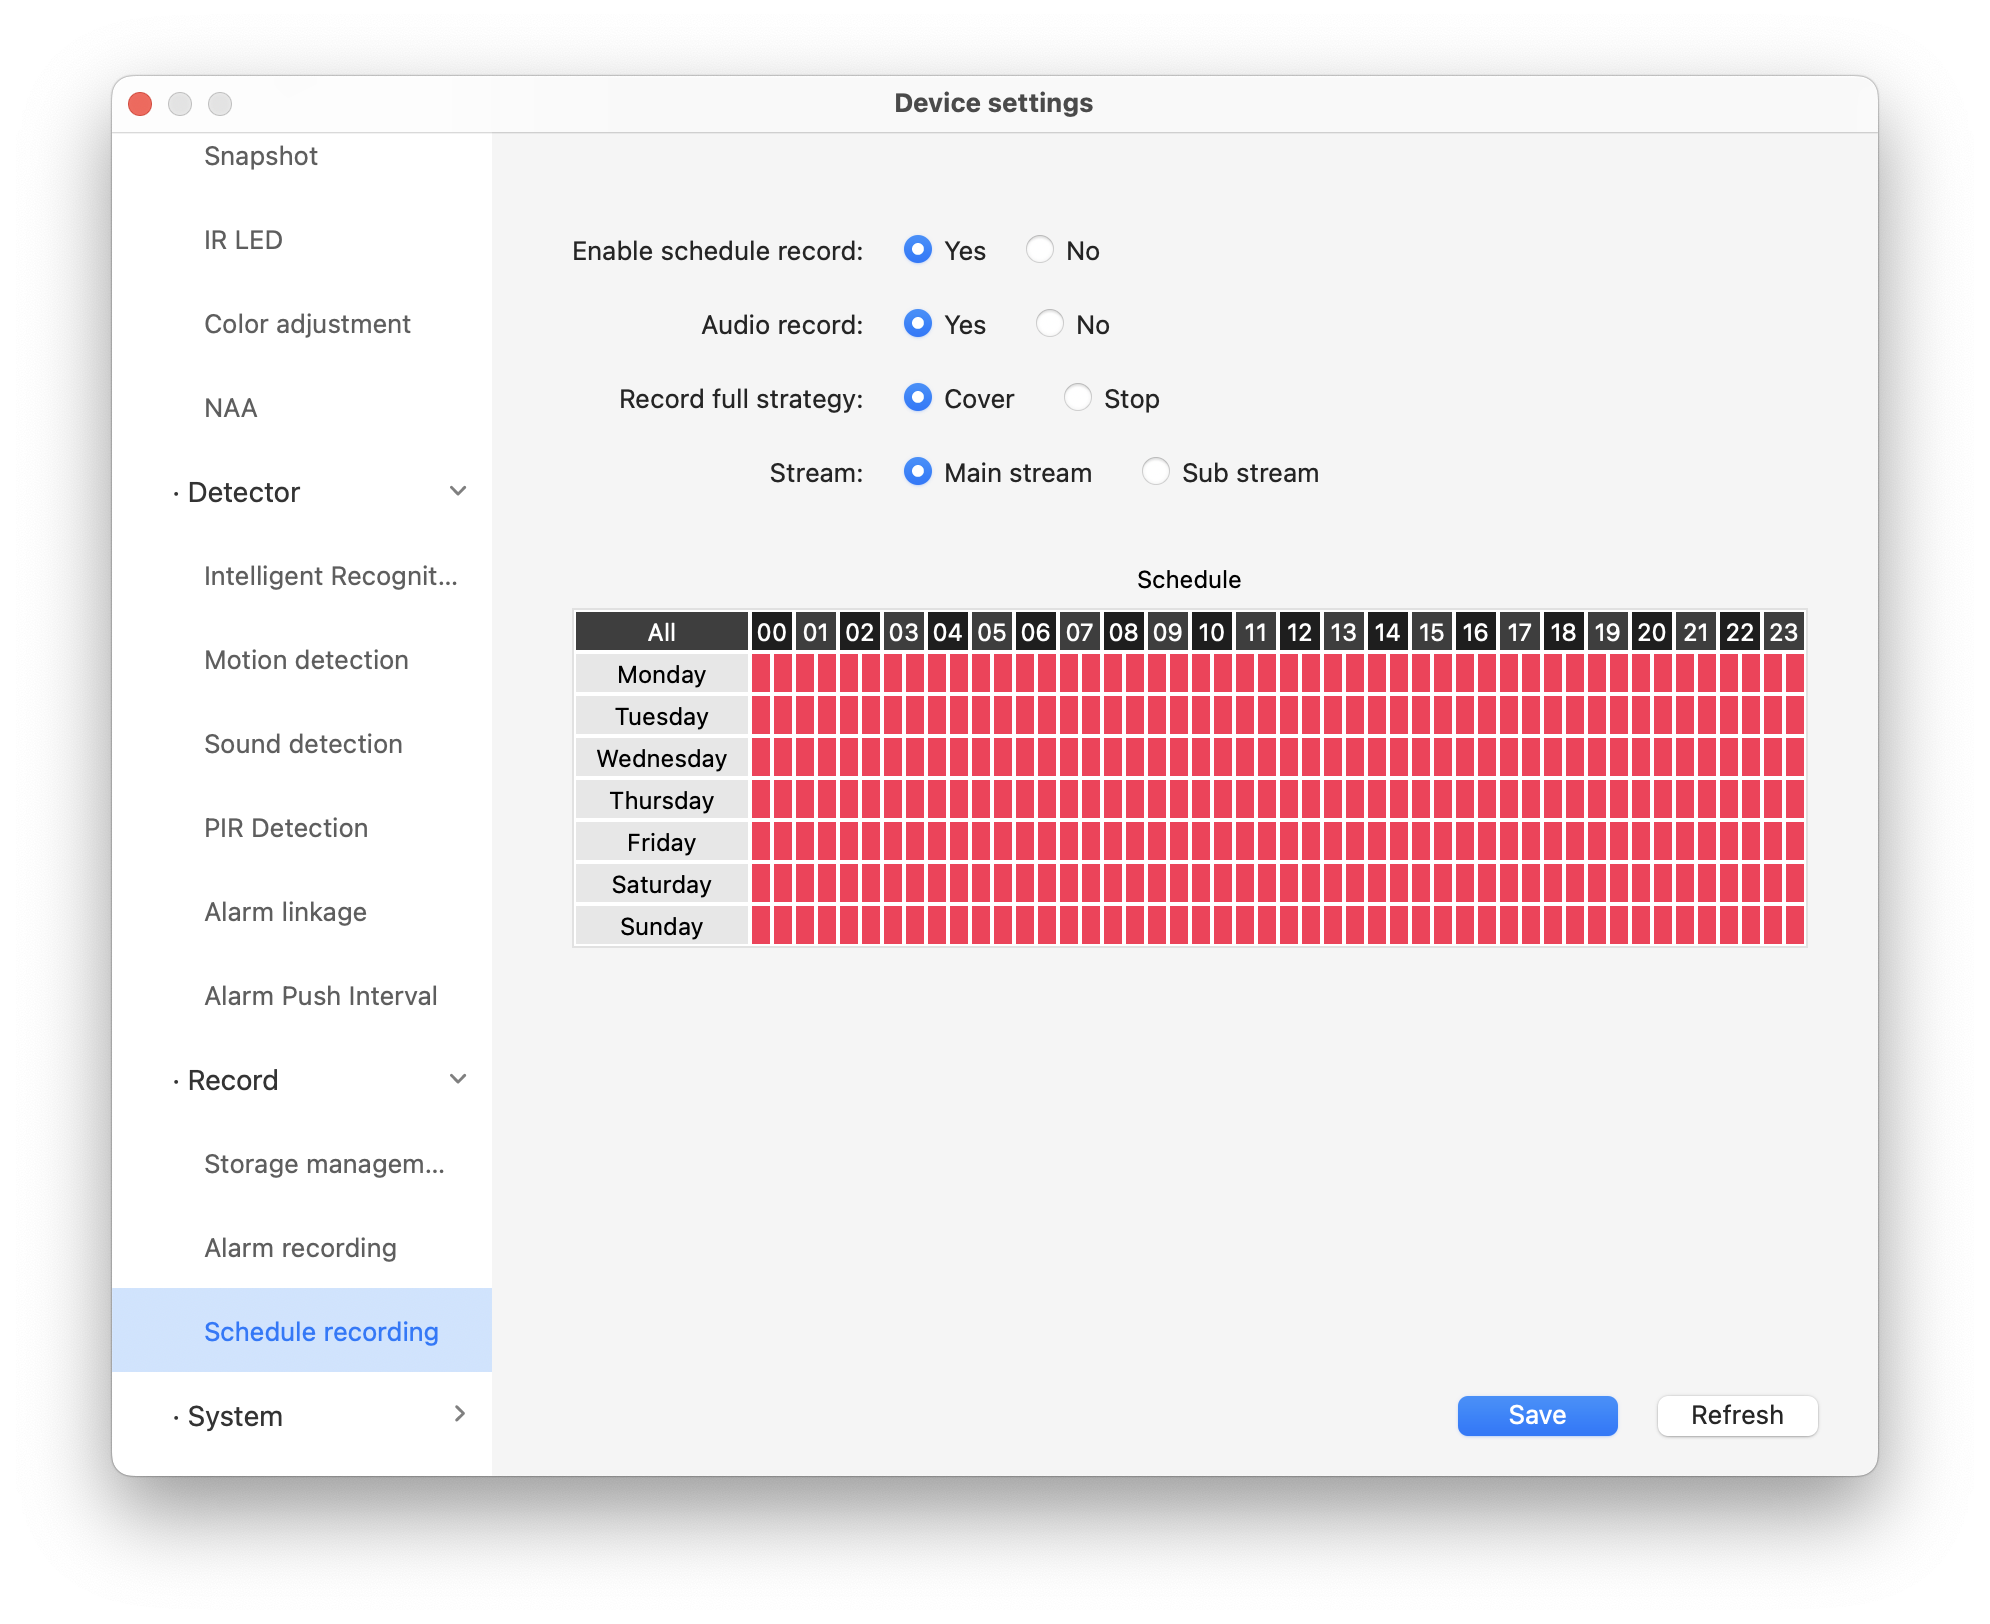 Device settings
Snapshot
IR LED
Color adjustment
NAA
· Detector
Intelligent Recognit...
Motion detection
Sound detection
PIR Detection
Alarm linkage
Alarm Push Interval
· Record
Storage managem...
Alarm recording
Schedule recording
· System
Enable schedule record: Yes No
Audio record: Yes No
Record full strategy: Cover Stop
Stream: Main stream Sub stream
Schedule
All 00 01 02 03 04 05 06 07 08 09 10 11 12 13 14 15 16 17 18 19 20 21 22 23
Monday
Tuesday
Wednesday
Thursday
Friday
Saturday
Sunday
Save Refresh